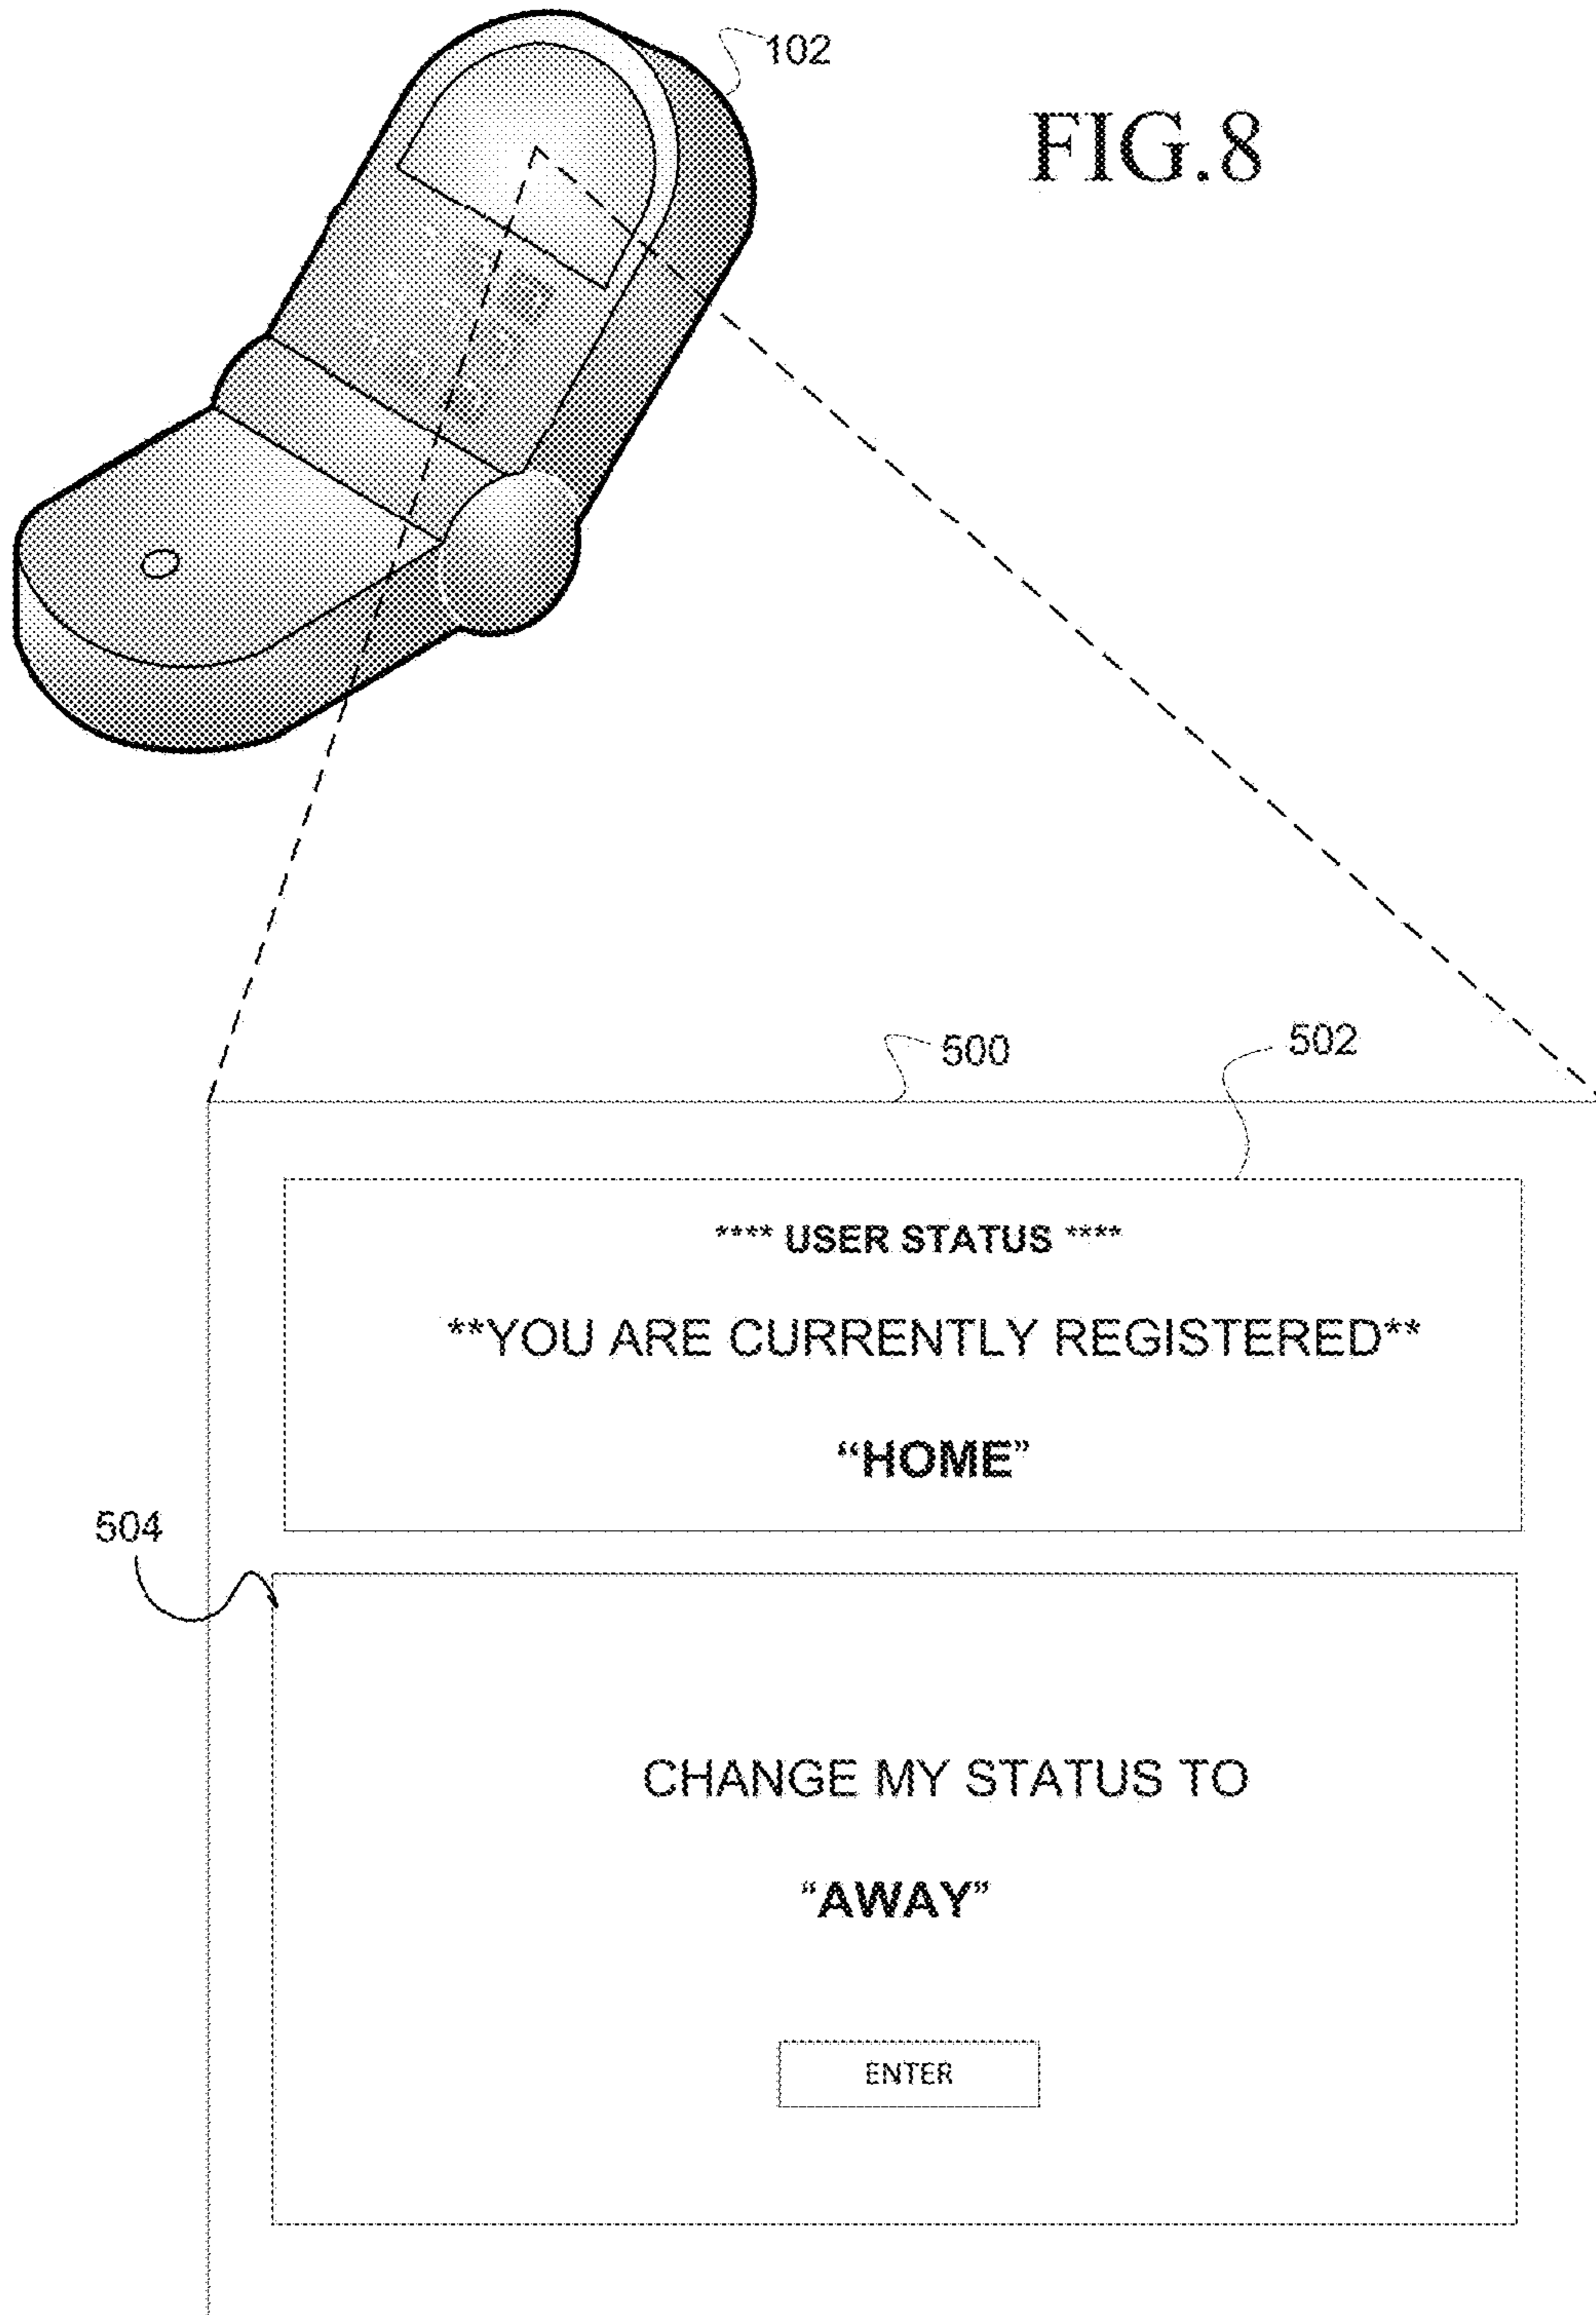 102
FIG.8
500
502
**** USER STATUS ****
**YOU ARE CURRENTLY REGISTERED**
“HOME”
504
CHANGE MY STATUS TO
“AWAY”
ENTER